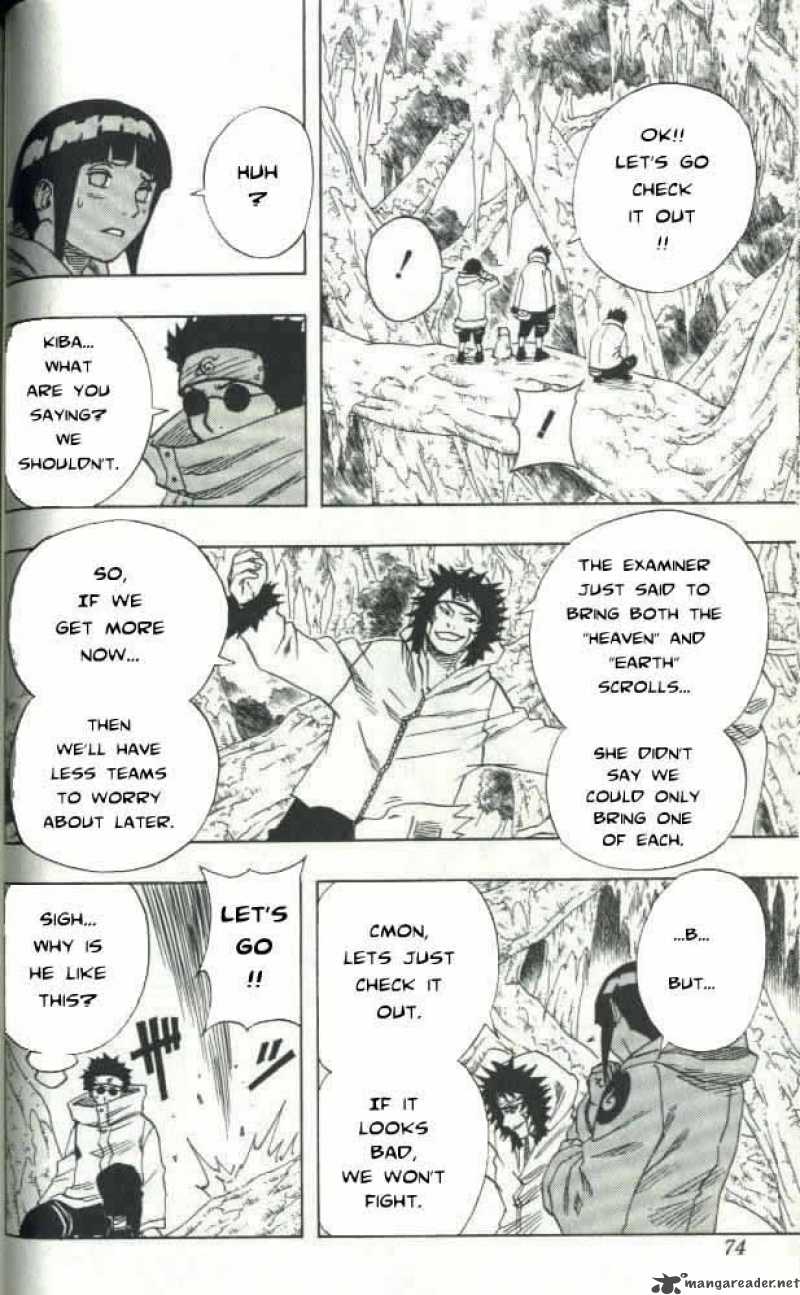 OK!!
LET'S GO
CHECK
IT OUT
!!
!
!
HUH
?
KIBA...
WHAT
ARE YOU
SAYING?
WE
SHOULDN'T.
THE EXAMINER
JUST SAID TO
BRING BOTH THE
"HEAVEN" AND
"EARTH"
SCROLLS...
SHE DIDN'T
SAY WE
COULD ONLY
BRING ONE
OF EACH.
SO,
IF WE
GET MORE
NOW...
THEN
WE'LL HAVE
LESS TEAMS
TO WORRY
ABOUT LATER.
...B...
BUT...
CMON,
LETS JUST
CHECK IT
OUT.
IF IT
LOOKS
BAD,
WE WON'T
FIGHT.
LET'S
GO
!!
SIGH...
WHY IS
HE LIKE
THIS?
74
mangareader.net